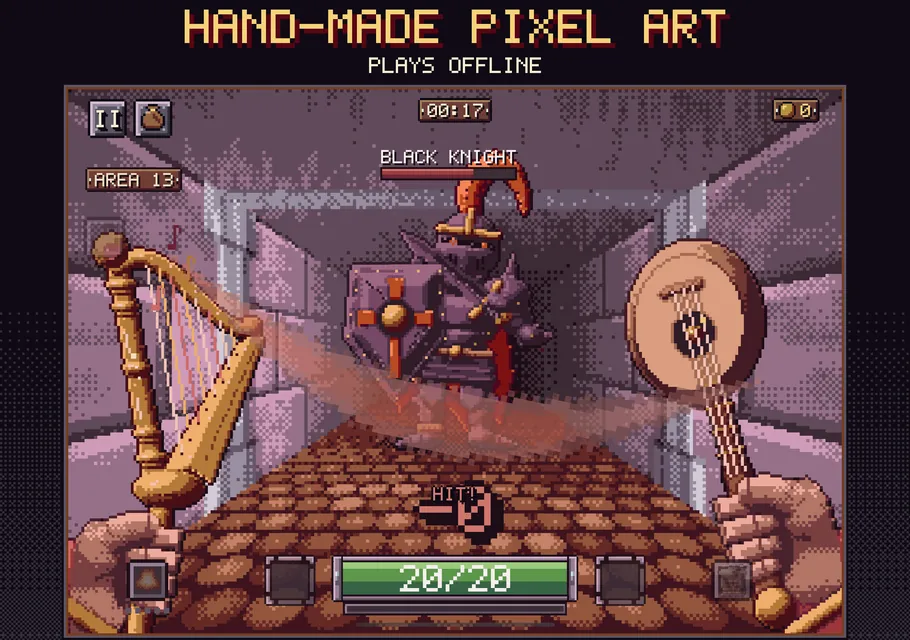 HAND-MADE PIXEL ART
PLAYS OFFLINE
00:17
0
BLACK KNIGHT
AREA 13
HIT!
20/20